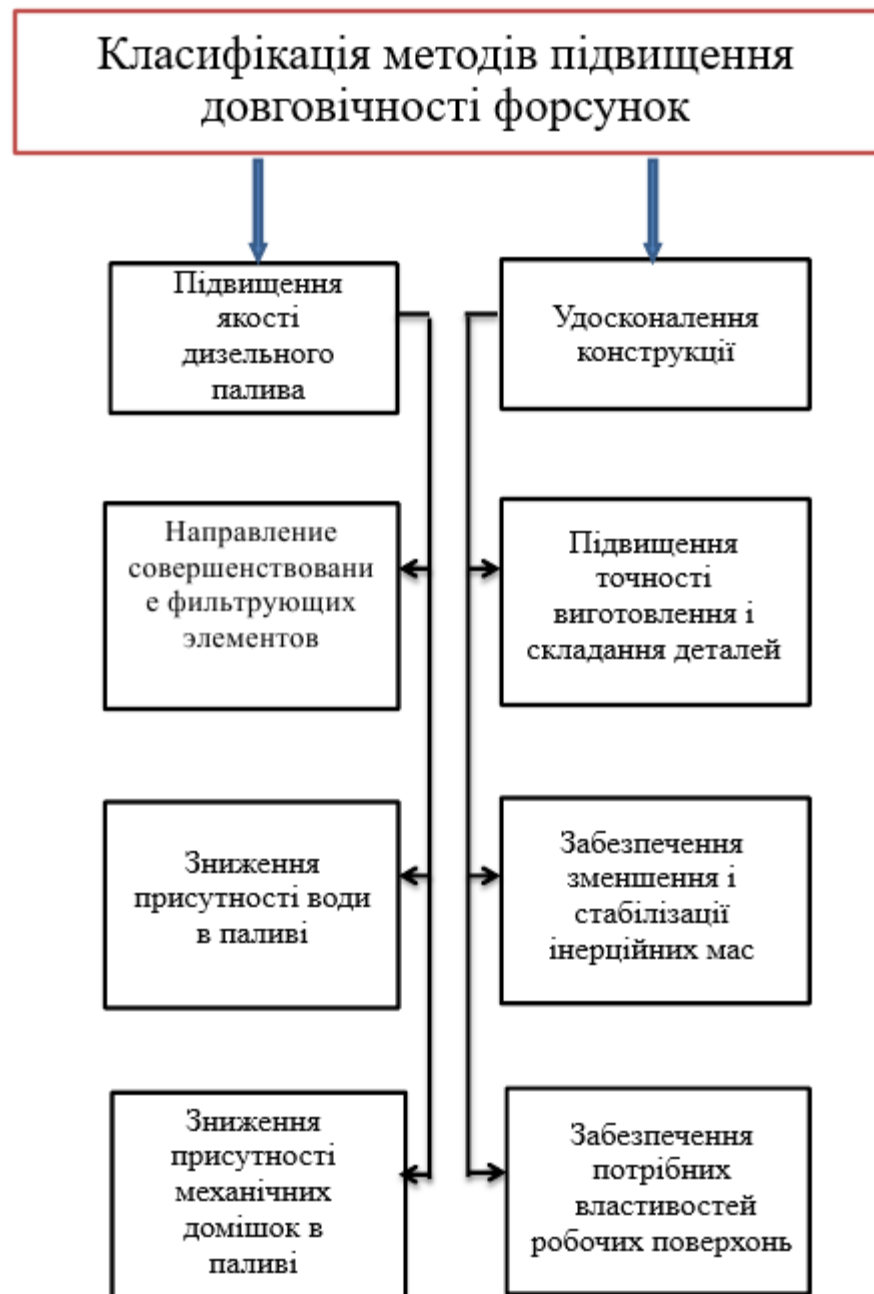 Класифікація методів підвищення
довговічності форсунок
Підвищення
якості
дизельного
палива
Удосконалення
конструкції
Направление
совершенствовани
е фильтрующих
элементов
Підвищення
точності
виготовлення і
складання деталей
Зниження
присутності води
в паливі
Забезпечення
зменшення і
стабілізації
інерційних мас
Зниження
присутності
механічних
домішок в
паливі
Забезпечення
потрібних
властивостей
робочих поверхонь